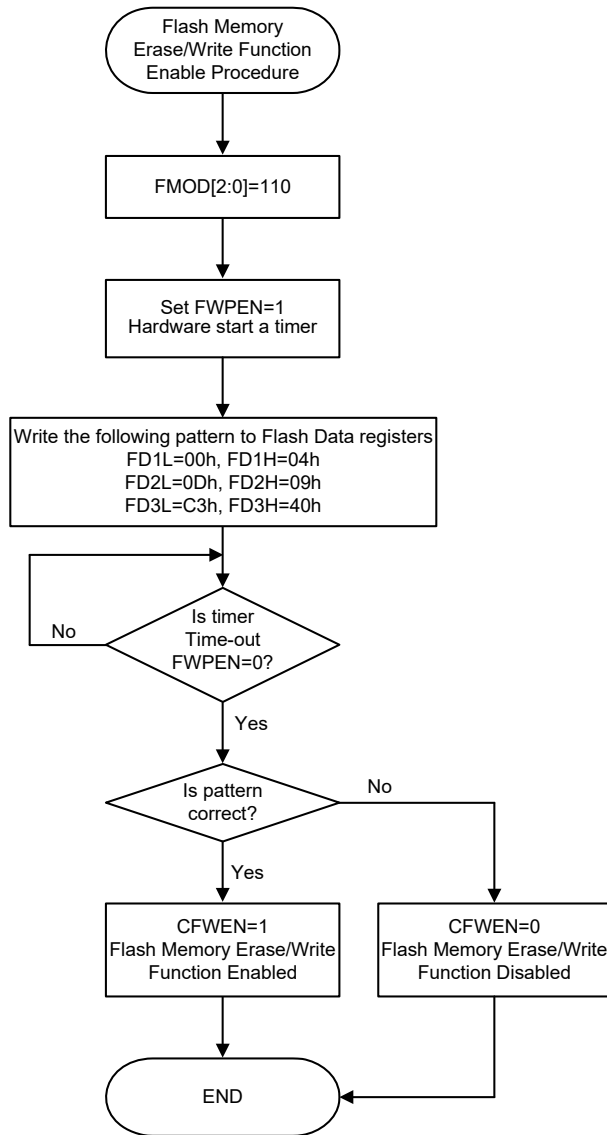 Flash Memory
Erase/Write Function
Enable Procedure
FMOD[2:0]=110
Set FWPEN=1
Hardware start a timer
Write the following pattern to Flash Data registers
FD1L=00h, FD1H=04h
FD2L=0Dh, FD2H=09h
FD3L=C3h, FD3H=40h
Is timer
Time-out
FWPEN=0?
No
Yes
Is pattern
correct?
No
Yes
CFWEN=1
Flash Memory Erase/Write
Function Enabled
CFWEN=0
Flash Memory Erase/Write
Function Disabled
END